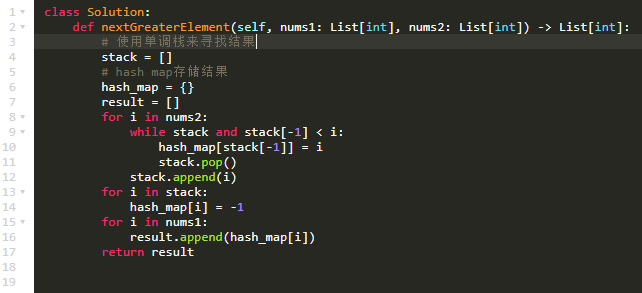 1 class Solution:
2     def nextGreaterElement(self, nums1: List[int], nums2: List[int]) -> List[int]:
3         # 使用单调栈来寻找结果
4         stack = []
5         # hash map存储结果
6         hash_map = {}
7         result = []
8         for i in nums2:
9             while stack and stack[-1] < i:
10                 hash_map[stack[-1]] = i
11                 stack.pop()
12             stack.append(i)
13         for i in stack:
14             hash_map[i] = -1
15         for i in nums1:
16             result.append(hash_map[i])
17         return result
18
19